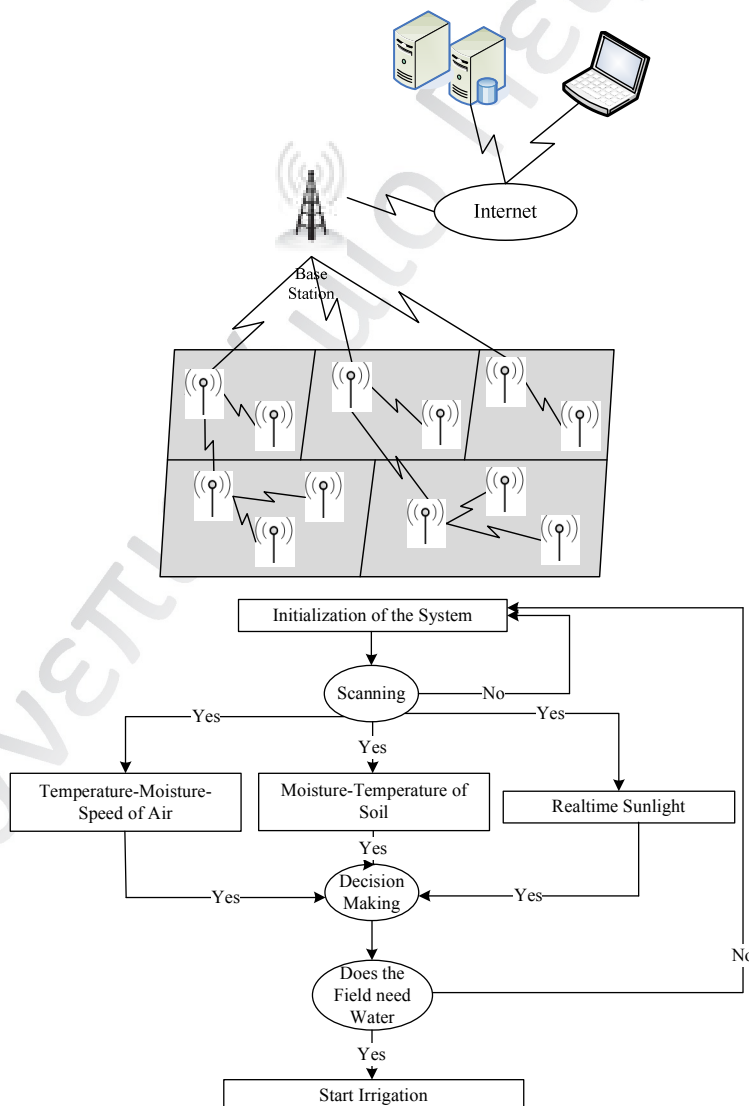 Internet
Base
Station
Initialization of the System
Scanning
No
Yes
Yes
Yes
Temperature-Moisture-
Speed of Air
Moisture-Temperature of
Soil
Realtime Sunlight
Yes
Yes
Yes
Decision
Making
No
Does the
Field need
Water
Yes
Start Irrigation